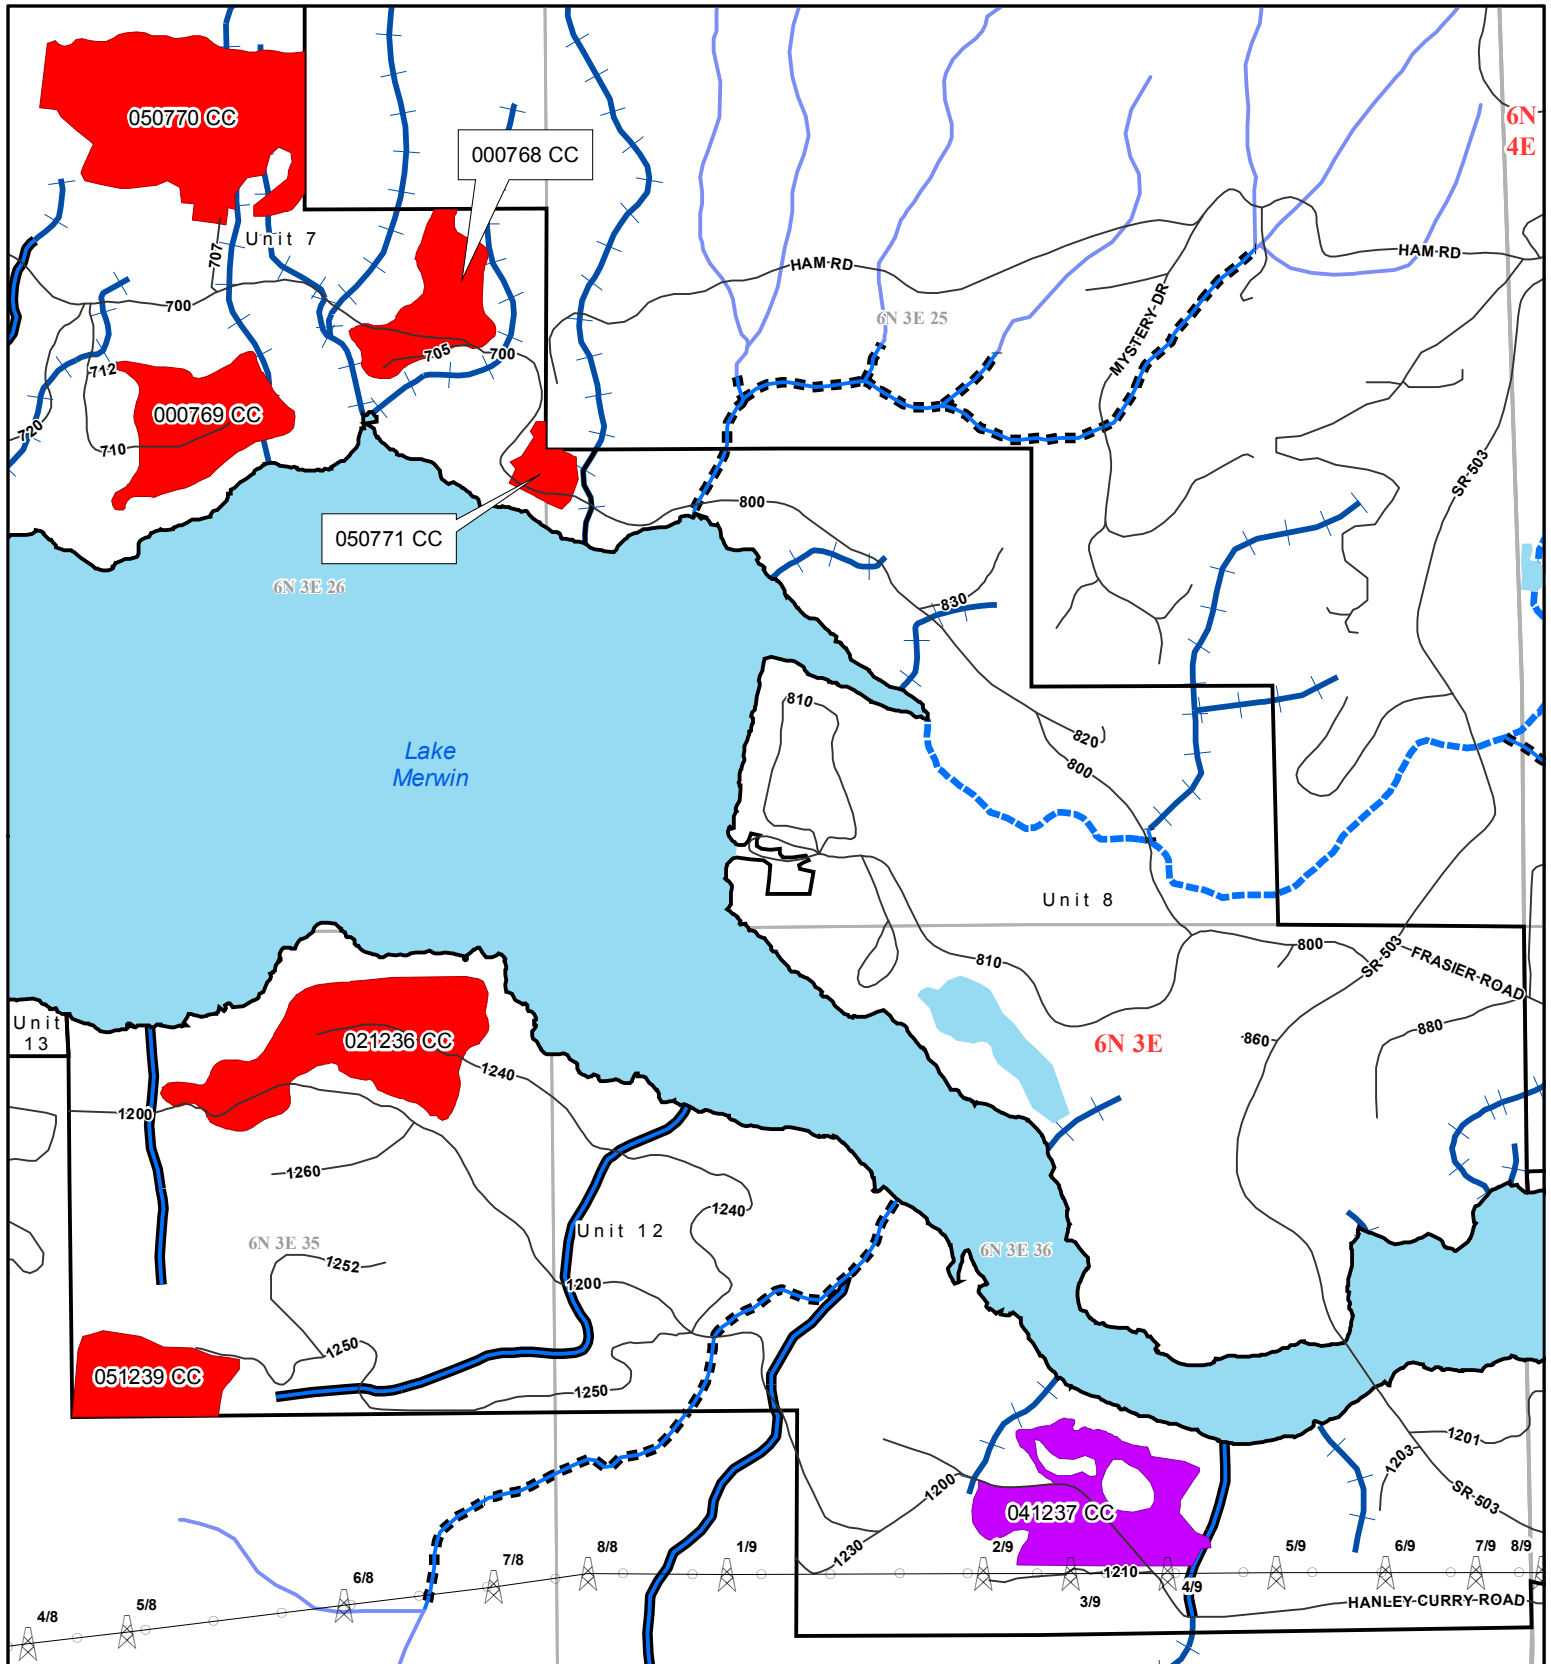 050770 CC
6N
4E
000768 CC
707
Unit 7
HAM RD
HAM RD
700
6N 3E 25
MYSTERY DR
705
700
712
000769 CC
720
710
SR-503
800
050771 CC
6N 3E 26
830
810
820
Lake
Merwin
800
Unit 8
800
SR-503
FRASIER ROAD
810
Unit
13
021236 CC
880
860
6N 3E
1240
1200
1260
1240
Unit 12
6N 3E 35
6N 3E 36
1252
1200
1250
051239 CC
1250
1201
1203
1200
SR-503
041237 CC
1230
8/8
1/9
2/9
5/9
6/9
7/9
8/9
7/8
6/8
1210
4/9
3/9
HANLEY CURRY ROAD
5/8
4/8